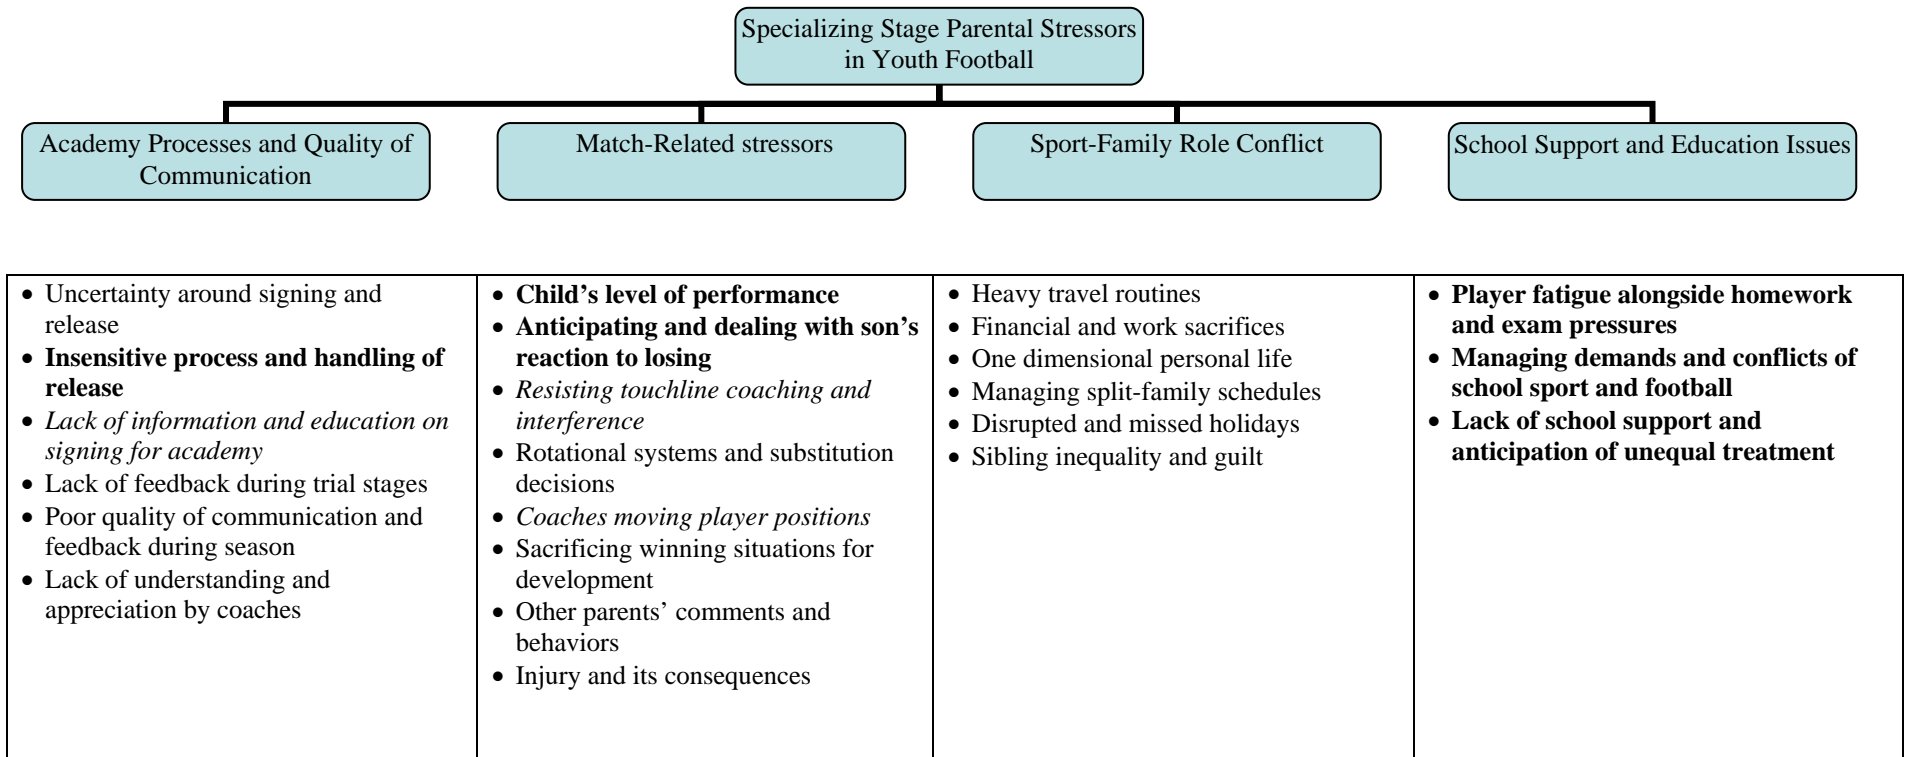 Specializing Stage Parental Stressors
in Youth Football
Academy Processes and Quality of
Communication
Match-Related stressors
Sport-Family Role Conflict
School Support and Education Issues
• Uncertainty around signing and
release
• Insensitive process and handling of
release
• Lack of information and education on
signing for academy
• Lack of feedback during trial stages
• Poor quality of communication and
feedback during season
• Lack of understanding and
appreciation by coaches
• Child’s level of performance
• Anticipating and dealing with son’s
reaction to losing
• Resisting touchline coaching and
interference
• Rotational systems and substitution
decisions
• Coaches moving player positions
• Sacrificing winning situations for
development
• Other parents’ comments and
behaviors
• Injury and its consequences
• Heavy travel routines
• Financial and work sacrifices
• One dimensional personal life
• Managing split-family schedules
• Disrupted and missed holidays
• Sibling inequality and guilt
• Player fatigue alongside homework
and exam pressures
• Managing demands and conflicts of
school sport and football
• Lack of school support and
anticipation of unequal treatment